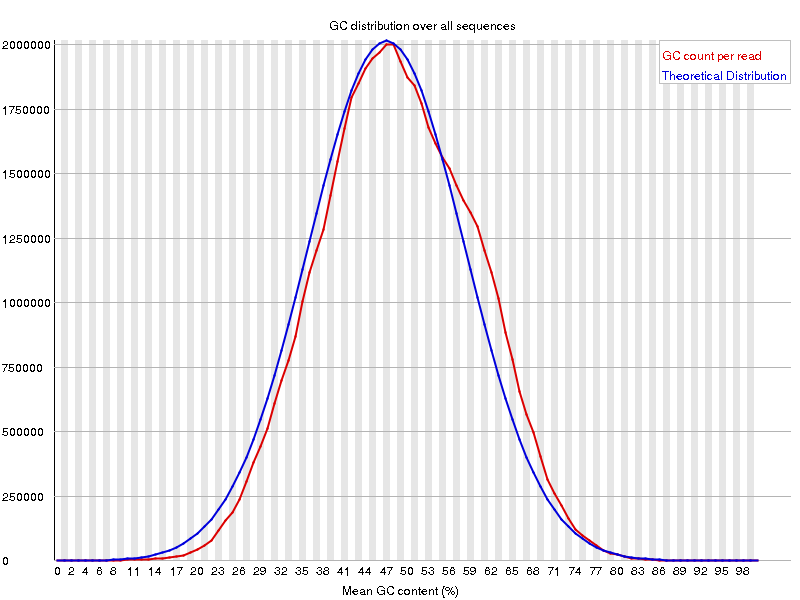 GC distribution over all sequences
GC count per read
Theoretical Distribution
2000000
1750000
1500000
1250000
1000000
750000
500000
250000
0
0 2 4 6 8 11 14 17 20 23 26 29 32 35 38 41 44 47 50 53 56 59 62 65 68 71 74 77 80 83 86 89 92 95 98
Mean GC content (%)